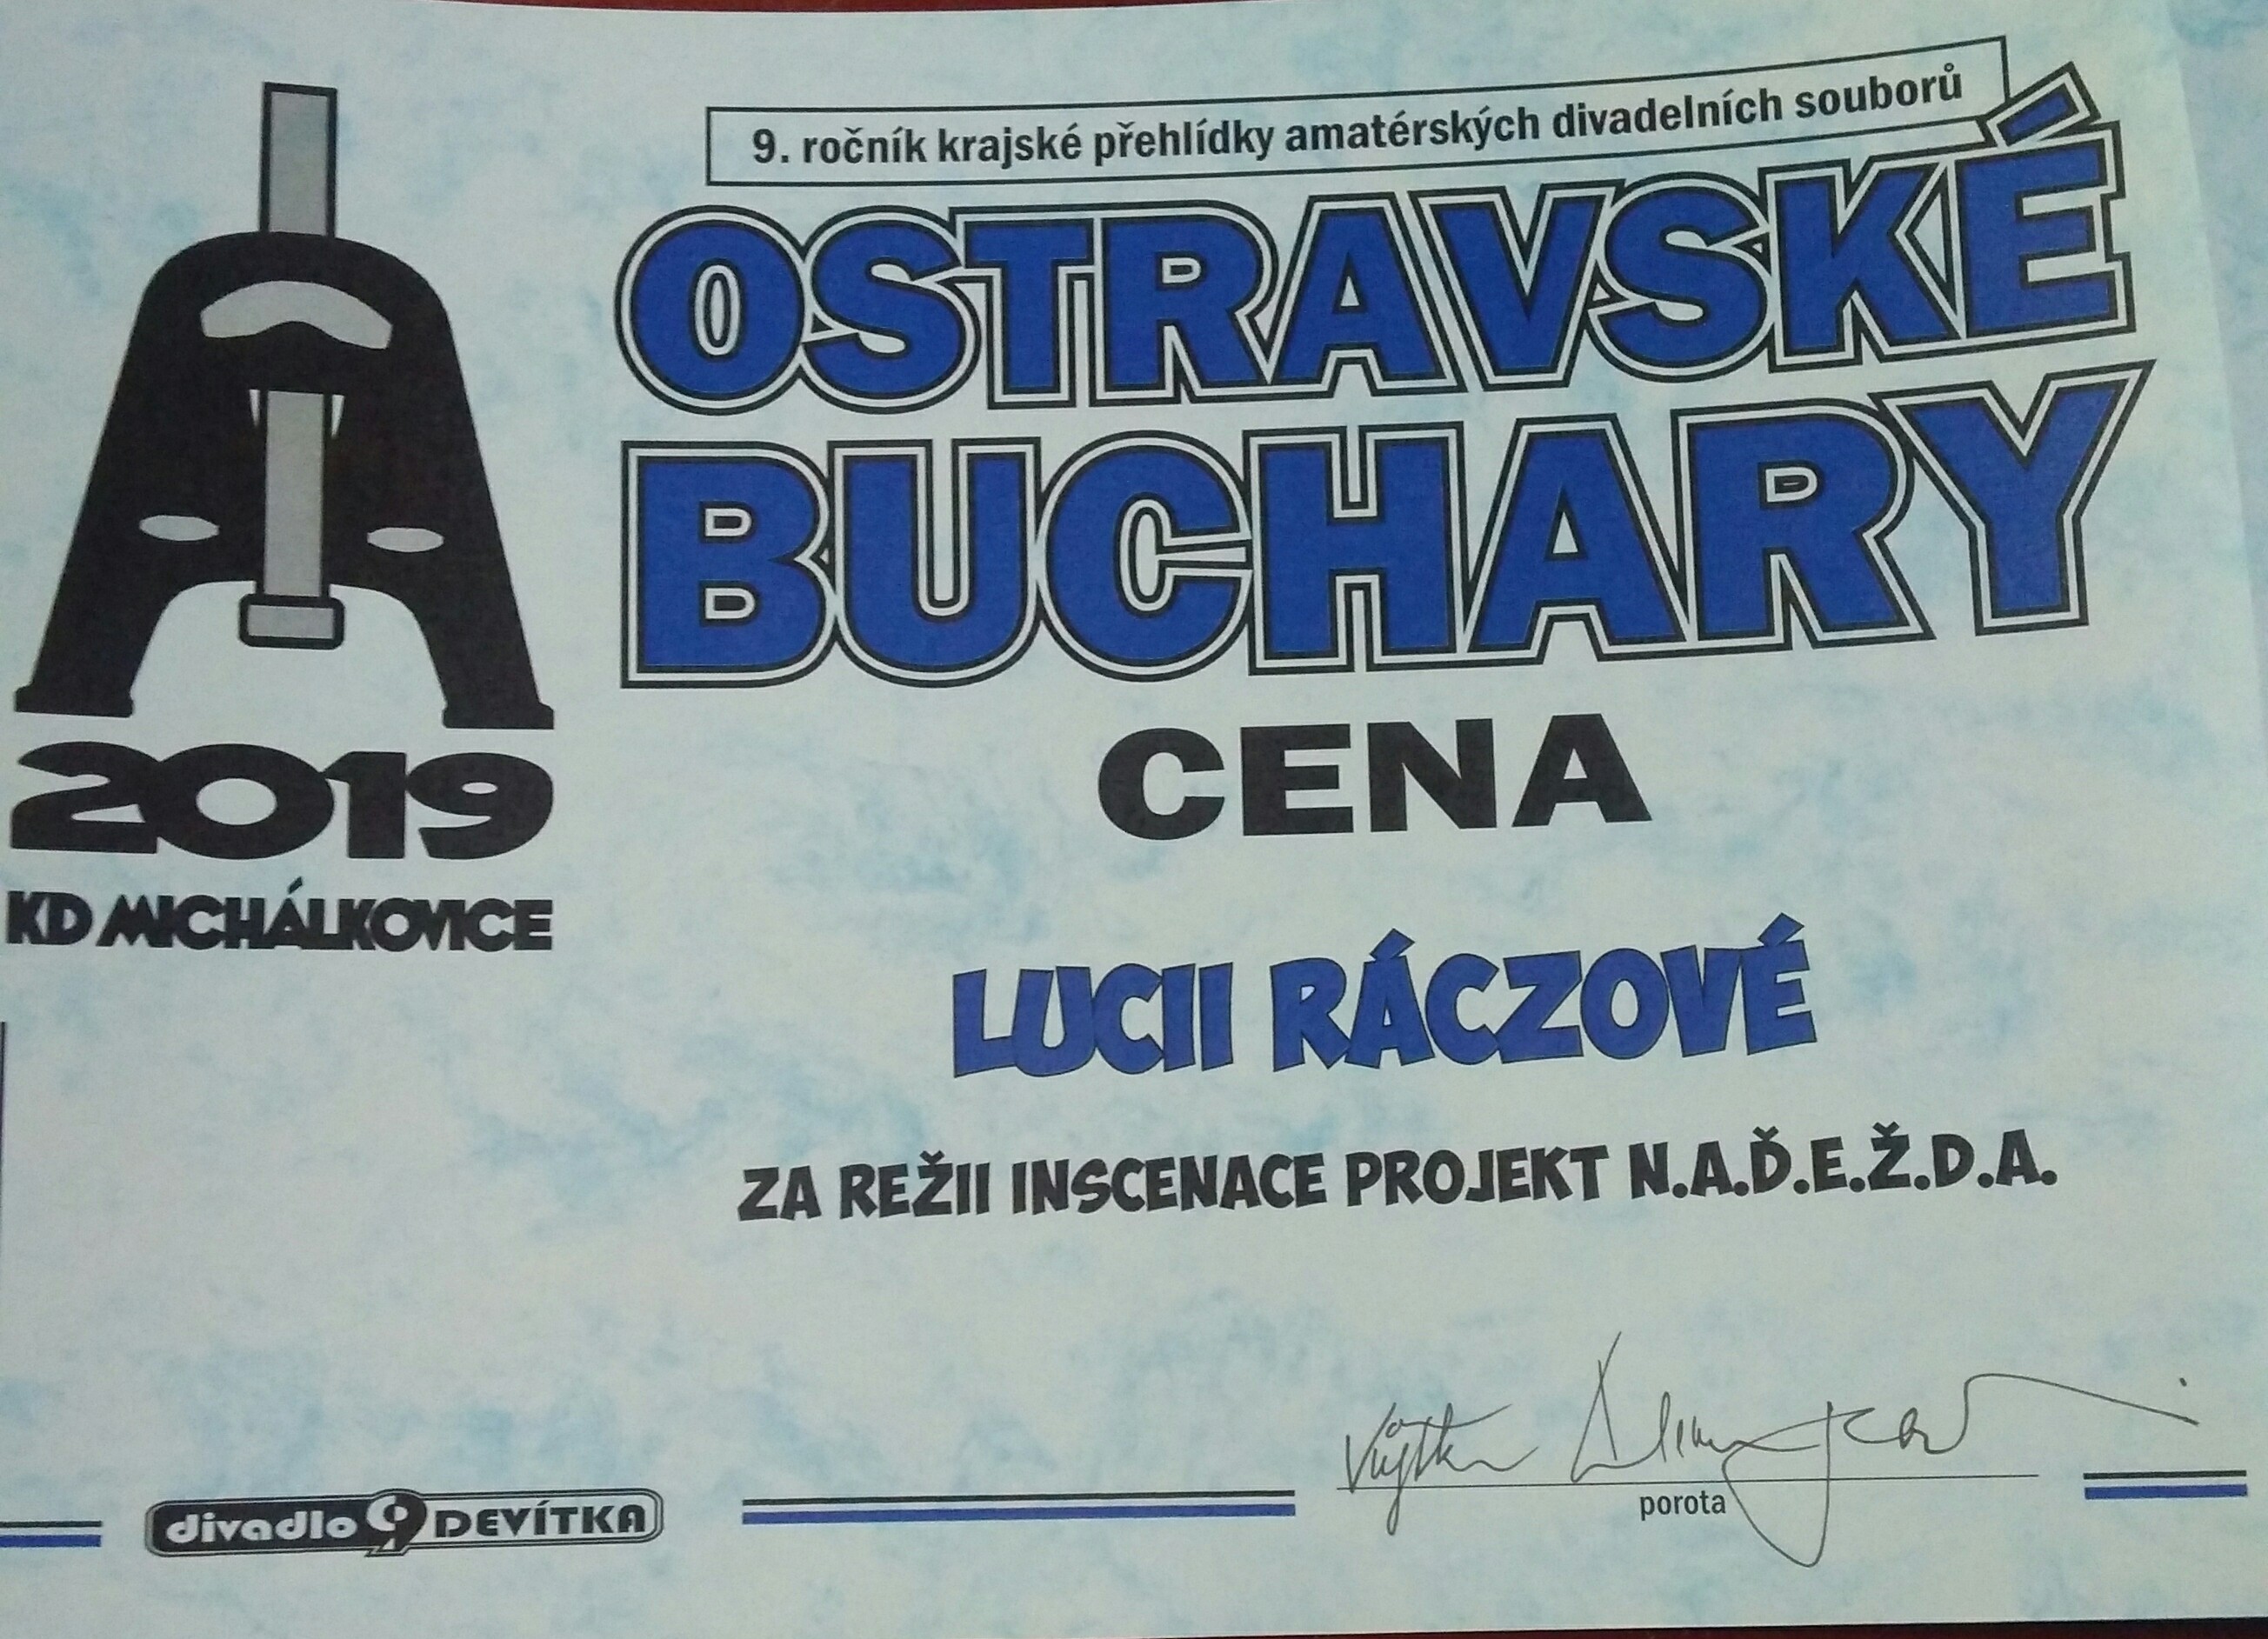 9. ročník krajské přehlídky amatérských divadelních souborů
OSTRAVSKÉ
BUCHARY
2019
KD MICHÁLKOVICE
CENA
LUCII RÁCZOVÉ
ZA REŽII INSCENACE PROJEKT N.A.Ď.E.Ž.D.A.
porota
divadlo 9 DEVÍTKA